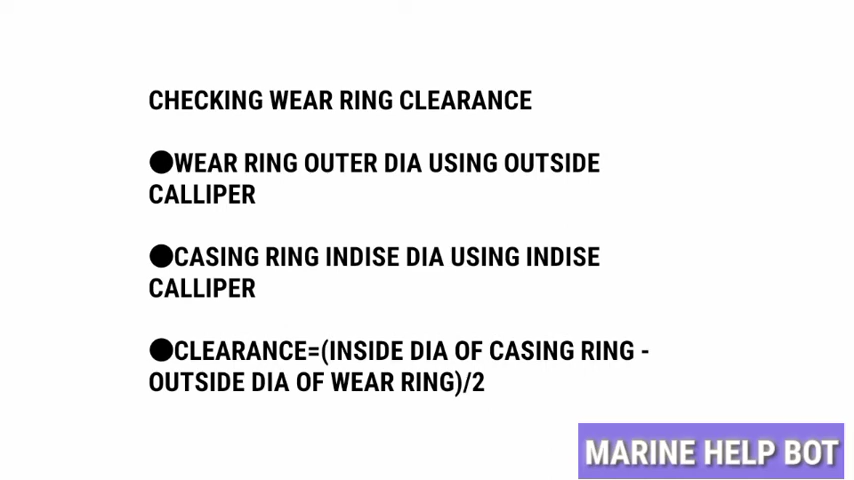 CHECKING WEAR RING CLEARANCE
●WEAR RING OUTER DIA USING OUTSIDE
CALLIPER
●CASING RING INDISE DIA USING INDISE
CALLIPER
●CLEARANCE=(INSIDE DIA OF CASING RING -
OUTSIDE DIA OF WEAR RING)/2
MARINE HELP BOT